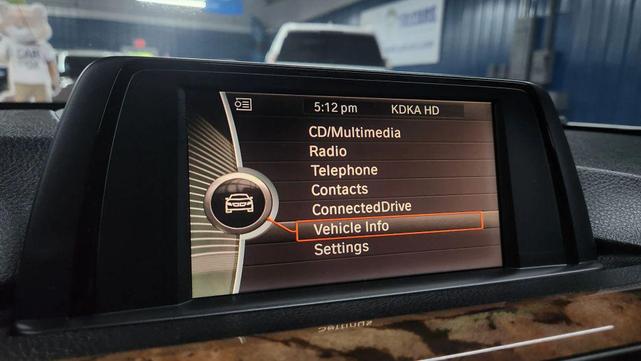 5:12 pm KDKA HD
CD/Multimedia
Radio
Telephone
Contacts
ConnectedDrive
Vehicle Info
Settings